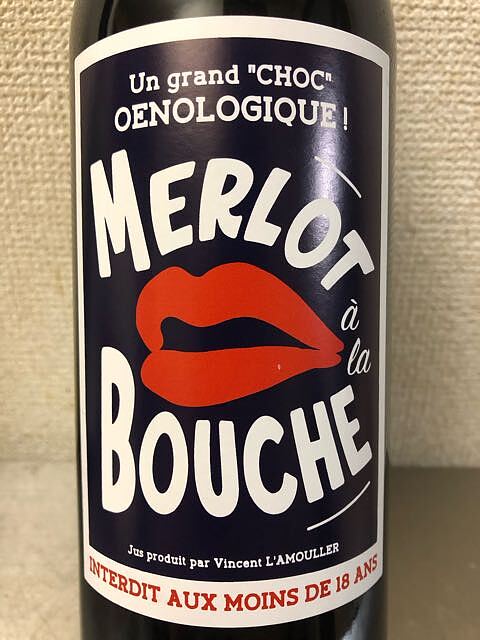 Un grand "CHOC"
OENOLOGIQUE !
MERLOT
à
la
BOUCHE
Jus produit par Vincent L'AMOULLER
INTERDIT AUX MOINS DE 18 ANS